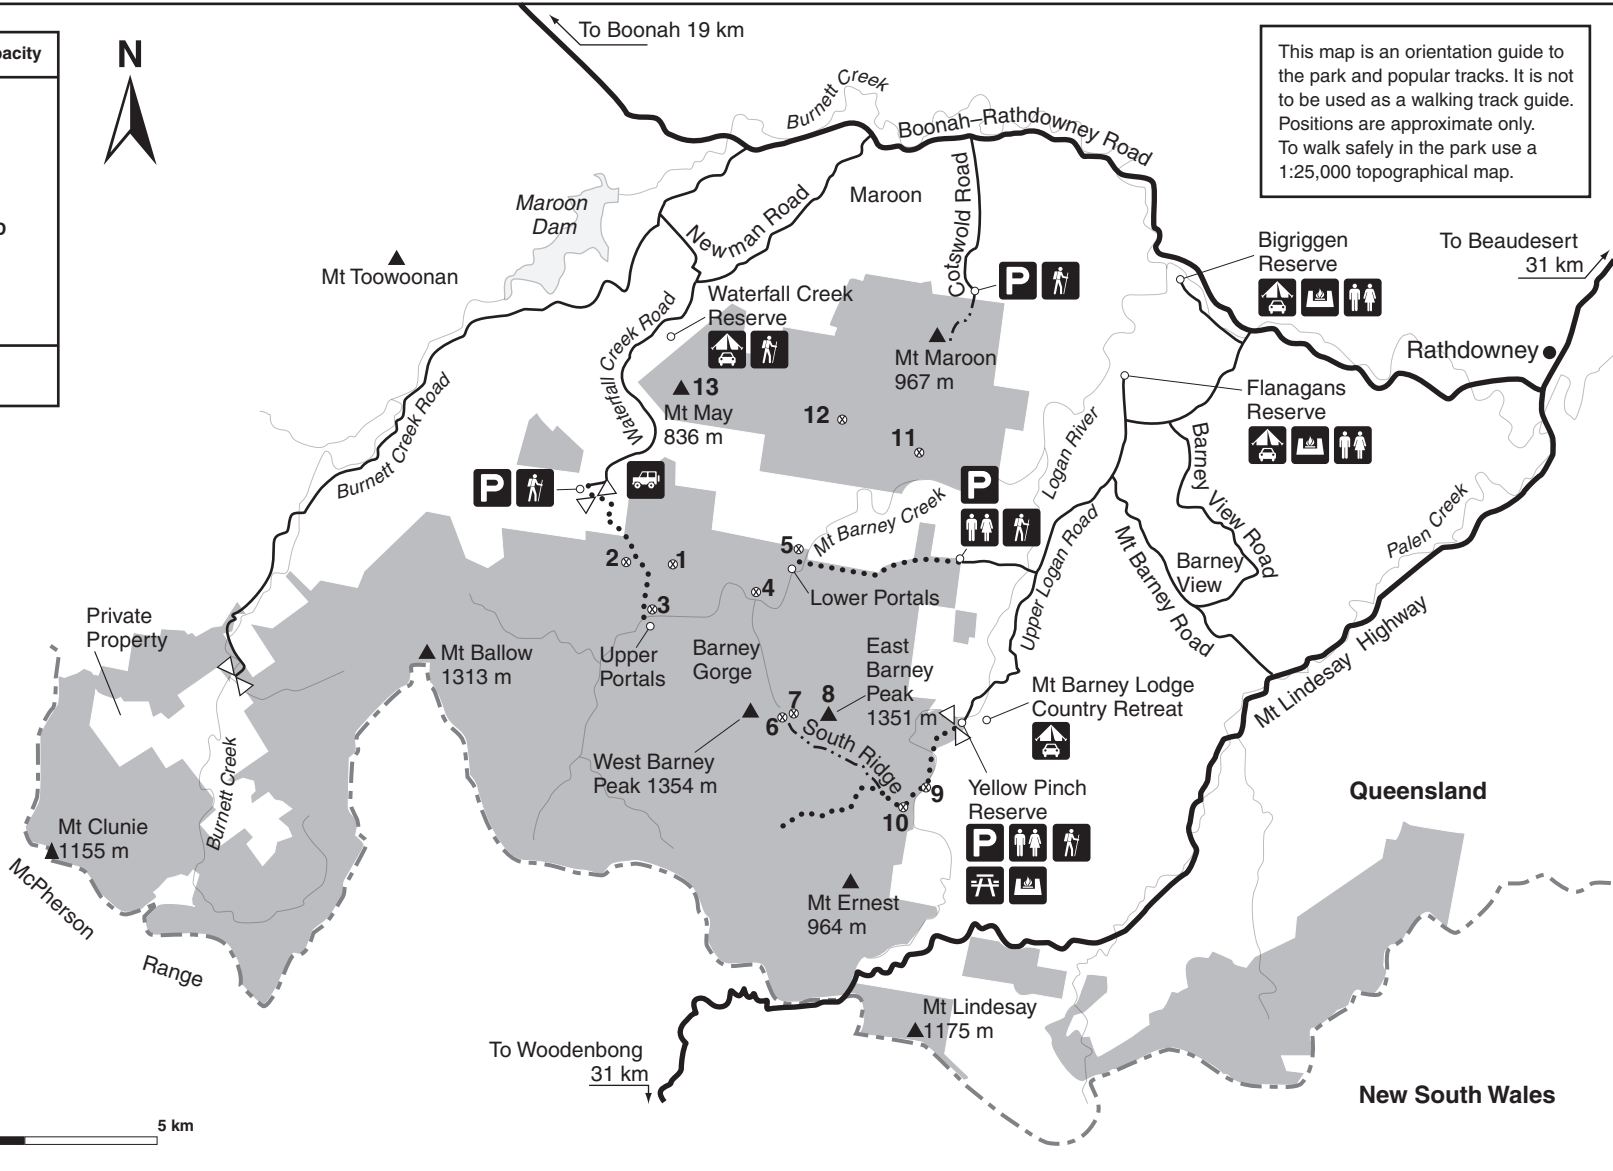 To Boonah 19 km
N
Burnett Creek
Boonah–Rathdowney Road
This map is an orientation guide to
the park and popular tracks. It is not
to be used as a walking track guide.
Positions are approximate only.
To walk safely in the park use a
1:25,000 topographical map.
Maroon
Dam
Newman Road
Maroon
Cotswold Road
Mt Toowoonan
P
Bigriggen
Reserve
To Beaudesert
31 km
Waterfall Creek
Reserve
Waterfall Creek Road
Mt Maroon
967 m
Rathdowney
13
Mt May
836 m
12
11
Flanagans
Reserve
Burnett Creek Road
P
P
Logan River
Barney View Road
Mt Barney Creek
Upper Logan Road
Mt Barney Road
Barney
View
Palen Creek
2
1
5
4
3
Lower Portals
Private
Property
Mt Ballow
1313 m
Upper
Portals
Barney
Gorge
East
Barney
Peak
1351 m
Mt Barney Lodge
Country Retreat
Mt Lindesay Highway
7
8
6
South Ridge
West Barney
Peak 1354 m
9
10
Yellow Pinch
Reserve
P
Queensland
Burnett Creek
Mt Clunie
1155 m
McPherson
Range
Mt Ernest
964 m
Mt Lindesay
1175 m
To Woodenbong
31 km
New South Wales
5 km